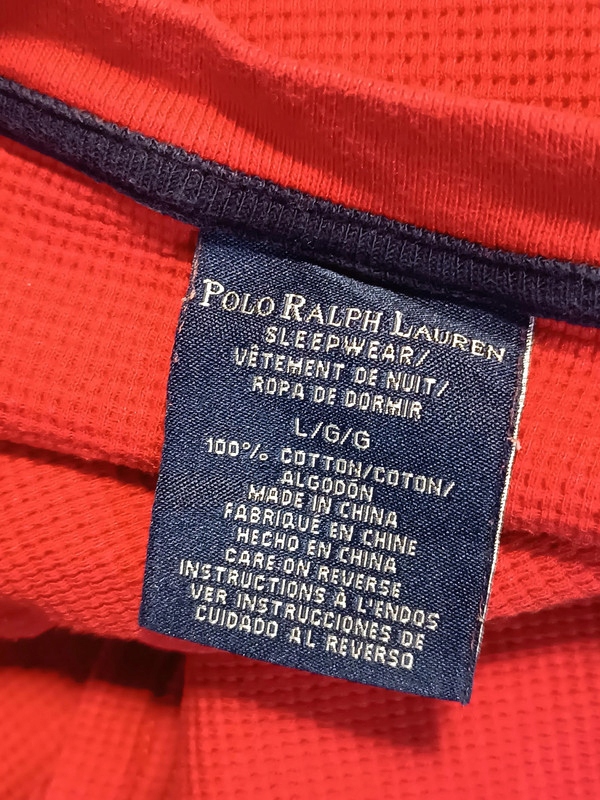 POLO RALPH LAUREN
SLEEPWEAR/
VÊTEMENT DE NUIT/
ROPA DE DORMIR
L/G/G
100% COTTON/COTON/
ALGODÓN
MADE IN CHINA
FABRIQUÉ EN CHINE
HECHO EN CHINA
CARE ON REVERSE
INSTRUCTIONS À L'ENDOS
VER INSTRUCCIONES DE
CUIDADO AL REVERSO